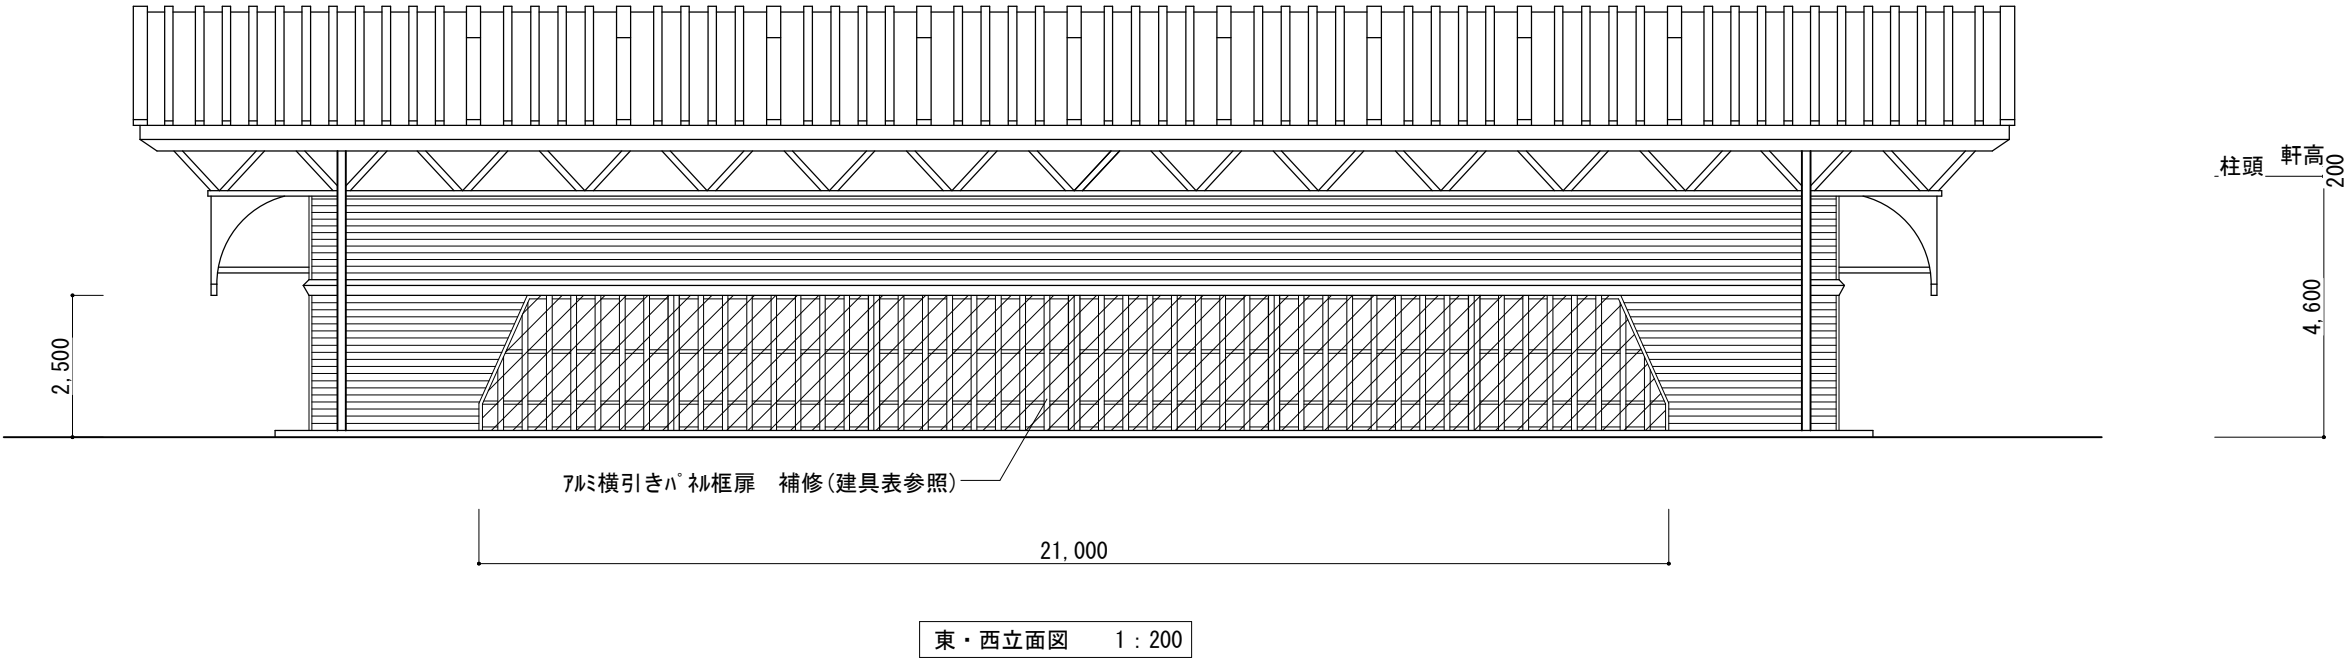 軒高
柱頭
200
4,600
2,500
ｱﾙﾐ横引きﾊﾟﾈﾙ框扉　補修(建具表参照)
21,000
東・西立面図　　1：200